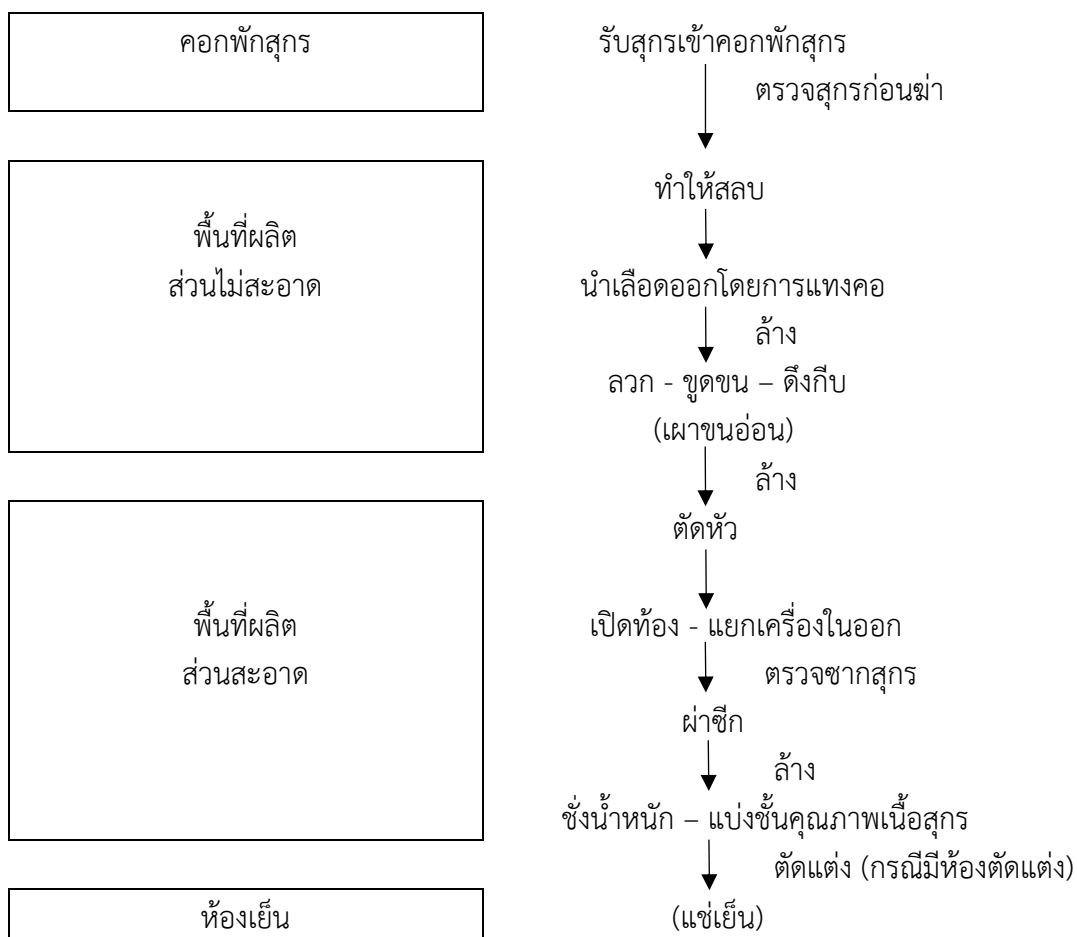 คอกพักสุกร
รับสุกรเข้าคอกพักสุกร
ตรวจสุกรก่อนฆ่า
ทำให้สลบ
พื้นที่ผลิต
ส่วนไม่สะอาด
นำเลือดออกโดยการแทงคอ
ล้าง
ลวก - ขูดขน – ดึงกีบ
(เผาขนอ่อน)
ล้าง
ตัดหัว
พื้นที่ผลิต
ส่วนสะอาด
เปิดท้อง - แยกเครื่องในออก
ตรวจซากสุกร
ผ่าซีก
ล้าง
ชั่งน้ำหนัก – แบ่งชั้นคุณภาพเนื้อสุกร
ตัดแต่ง (กรณีมีห้องตัดแต่ง)
ห้องเย็น
(แช่เย็น)